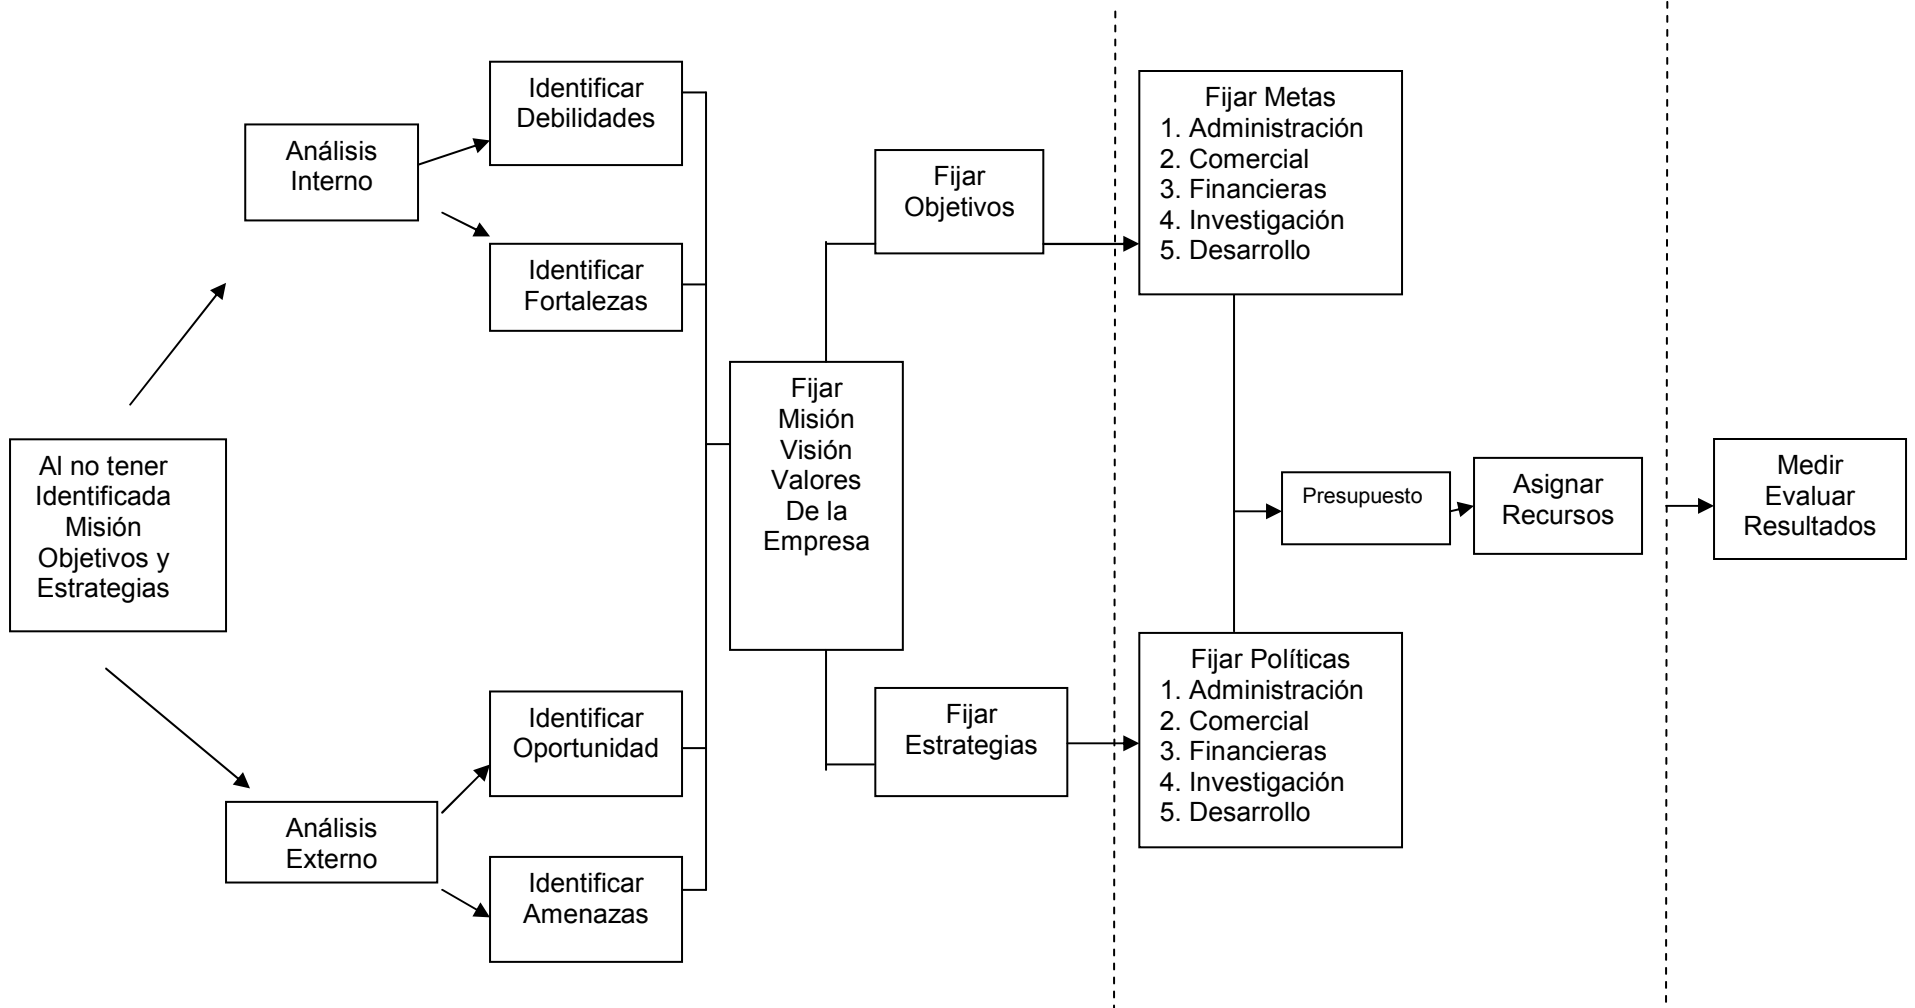 Identificar
Debilidades
Análisis
Interno
Identificar
Fortalezas
Al no tener
Identificada
Misión
Objetivos y
Estrategias
Análisis
Externo
Identificar
Oportunidad
Identificar
Amenazas
Fijar
Misión
Visión
Valores
De la
Empresa
Fijar
Objetivos
Fijar
Estrategias
Fijar Metas
1. Administración
2. Comercial
3. Financieras
4. Investigación
5. Desarrollo
Fijar Políticas
1. Administración
2. Comercial
3. Financieras
4. Investigación
5. Desarrollo
Presupuesto
Asignar
Recursos
Medir
Evaluar
Resultados